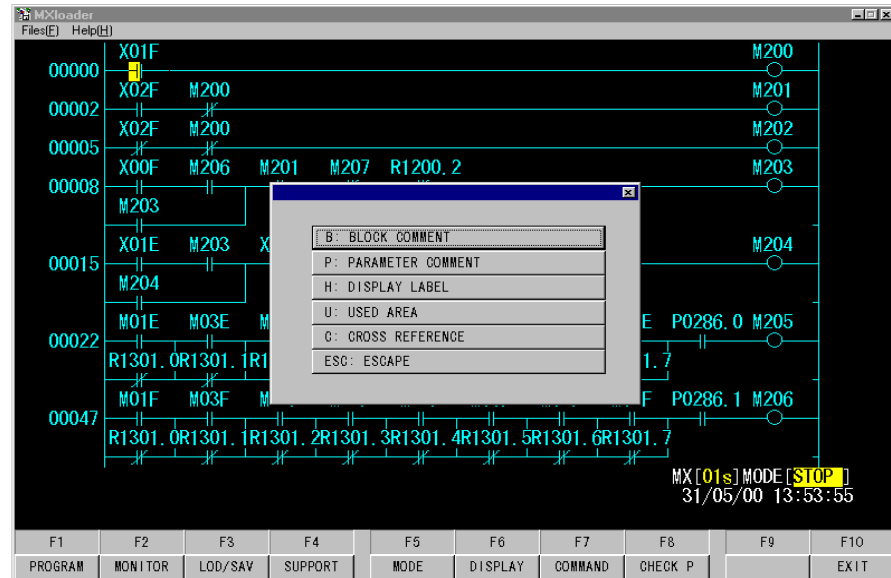 MXloader
Files(F) Help(H)
X01F M200
00000
X02F M200 M201
00002
X02F M200 M202
00005
X00F M206 M201 M207 R1200.2 M203
00008
M203
X01E M203 X M204
00015
M204
M01E M03E M E P0286.0 M205
00022
R1301.0R1301.1R1 1.7
M01F M03F M F P0286.1 M206
00047
R1301.0R1301.1R1301.2R1301.3R1301.4R1301.5R1301.6R1301.7
B: BLOCK COMMENT
P: PARAMETER COMMENT
H: DISPLAY LABEL
U: USED AREA
C: CROSS REFERENCE
ESC: ESCAPE
MX[01s]MODE[STOP ]
31/05/00 13:53:55
F1 F2 F3 F4 F5 F6 F7 F8 F9 F10
PROGRAM MONITOR LOD/SAV SUPPORT MODE DISPLAY COMMAND CHECK P EXIT